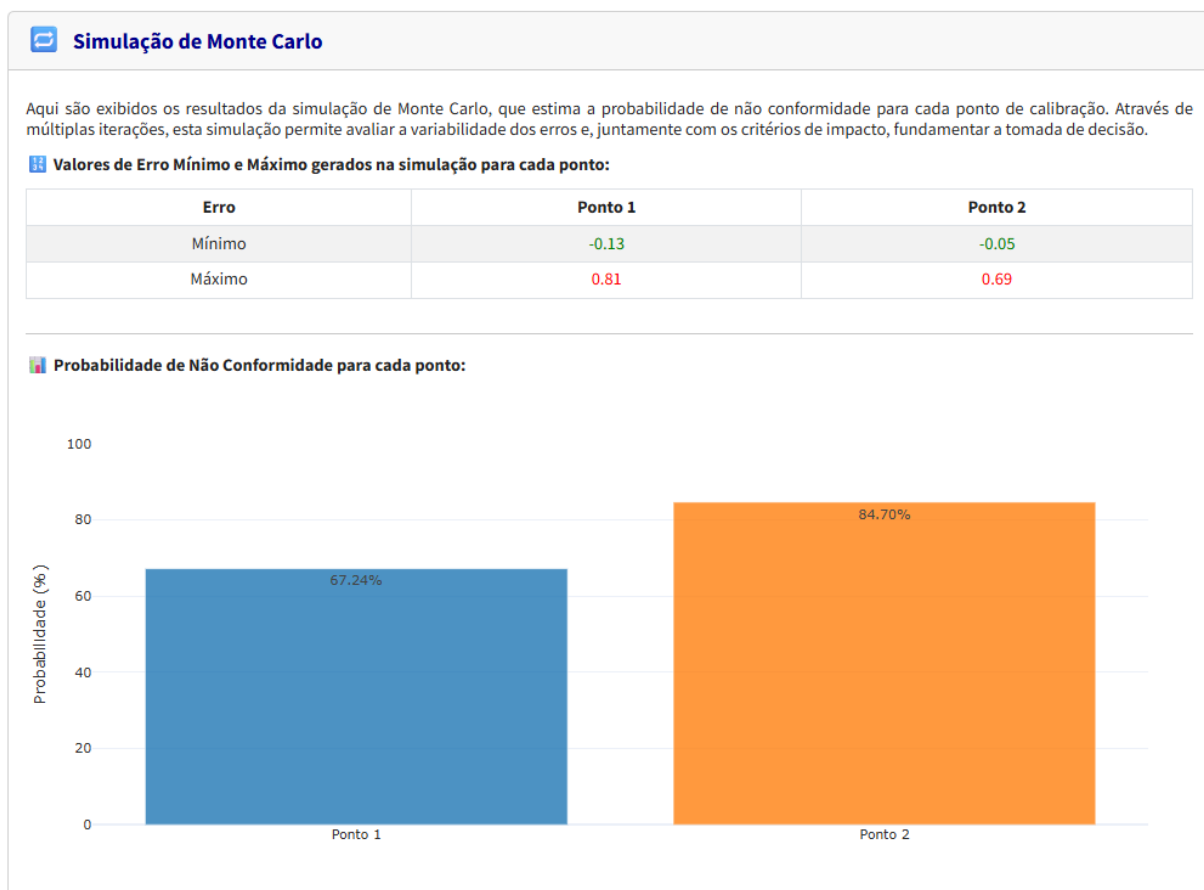 Simulação de Monte Carlo
Aqui são exibidos os resultados da simulação de Monte Carlo, que estima a probabilidade de não conformidade para cada ponto de calibração. Através de
múltiplas iterações, esta simulação permite avaliar a variabilidade dos erros e, juntamente com os critérios de impacto, fundamentar a tomada de decisão.
Valores de Erro Mínimo e Máximo gerados na simulação para cada ponto:
Erro Ponto 1 Ponto 2
Mínimo -0.13 -0.05
Máximo 0.81 0.69
Probabilidade de Não Conformidade para cada ponto:
100
80
60
40
20
0
Probabilidade (%)
67.24%
84.70%
Ponto 1 Ponto 2